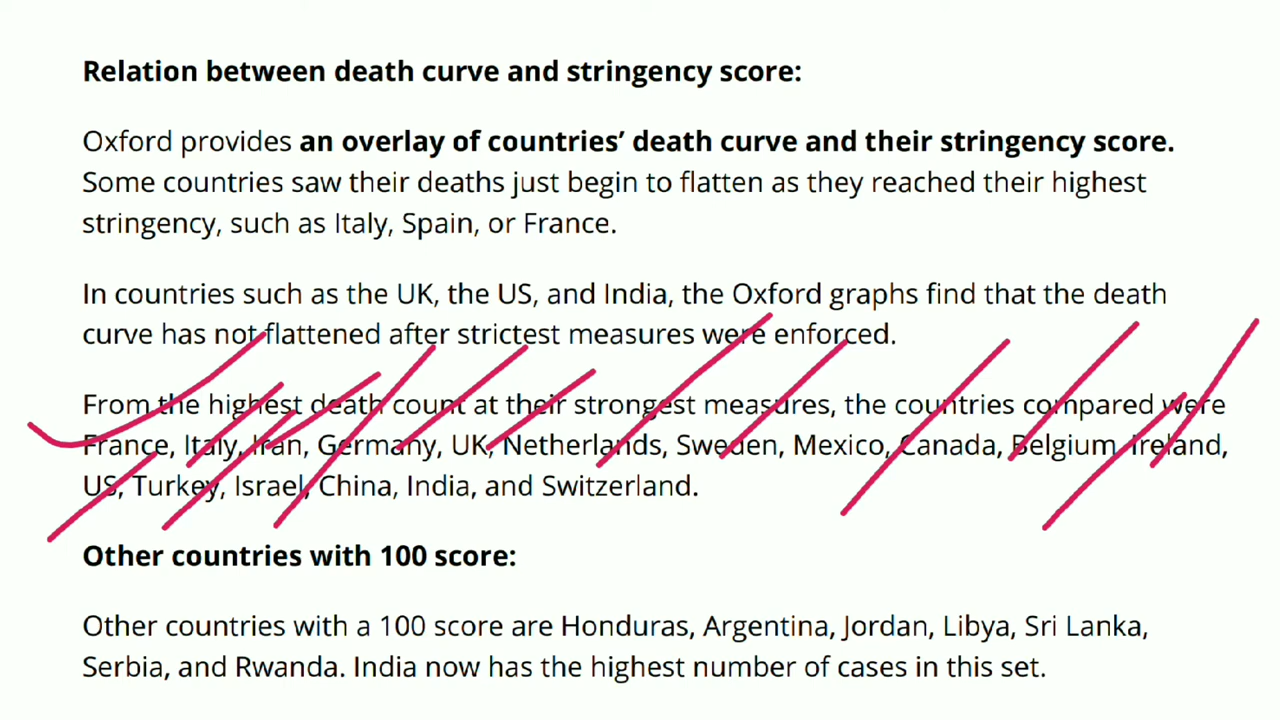 Relation between death curve and stringency score:
Oxford provides an overlay of countries’ death curve and their stringency score.
Some countries saw their deaths just begin to flatten as they reached their highest
stringency, such as Italy, Spain, or France.
In countries such as the UK, the US, and India, the Oxford graphs find that the death
curve has not flattened after strictest measures were enforced.
From the highest death count at their strongest measures, the countries compared were
France, Italy, Iran, Germany, UK, Netherlands, Sweden, Mexico, Canada, Belgium, Ireland,
US, Turkey, Israel, China, India, and Switzerland.
Other countries with 100 score:
Other countries with a 100 score are Honduras, Argentina, Jordan, Libya, Sri Lanka,
Serbia, and Rwanda. India now has the highest number of cases in this set.